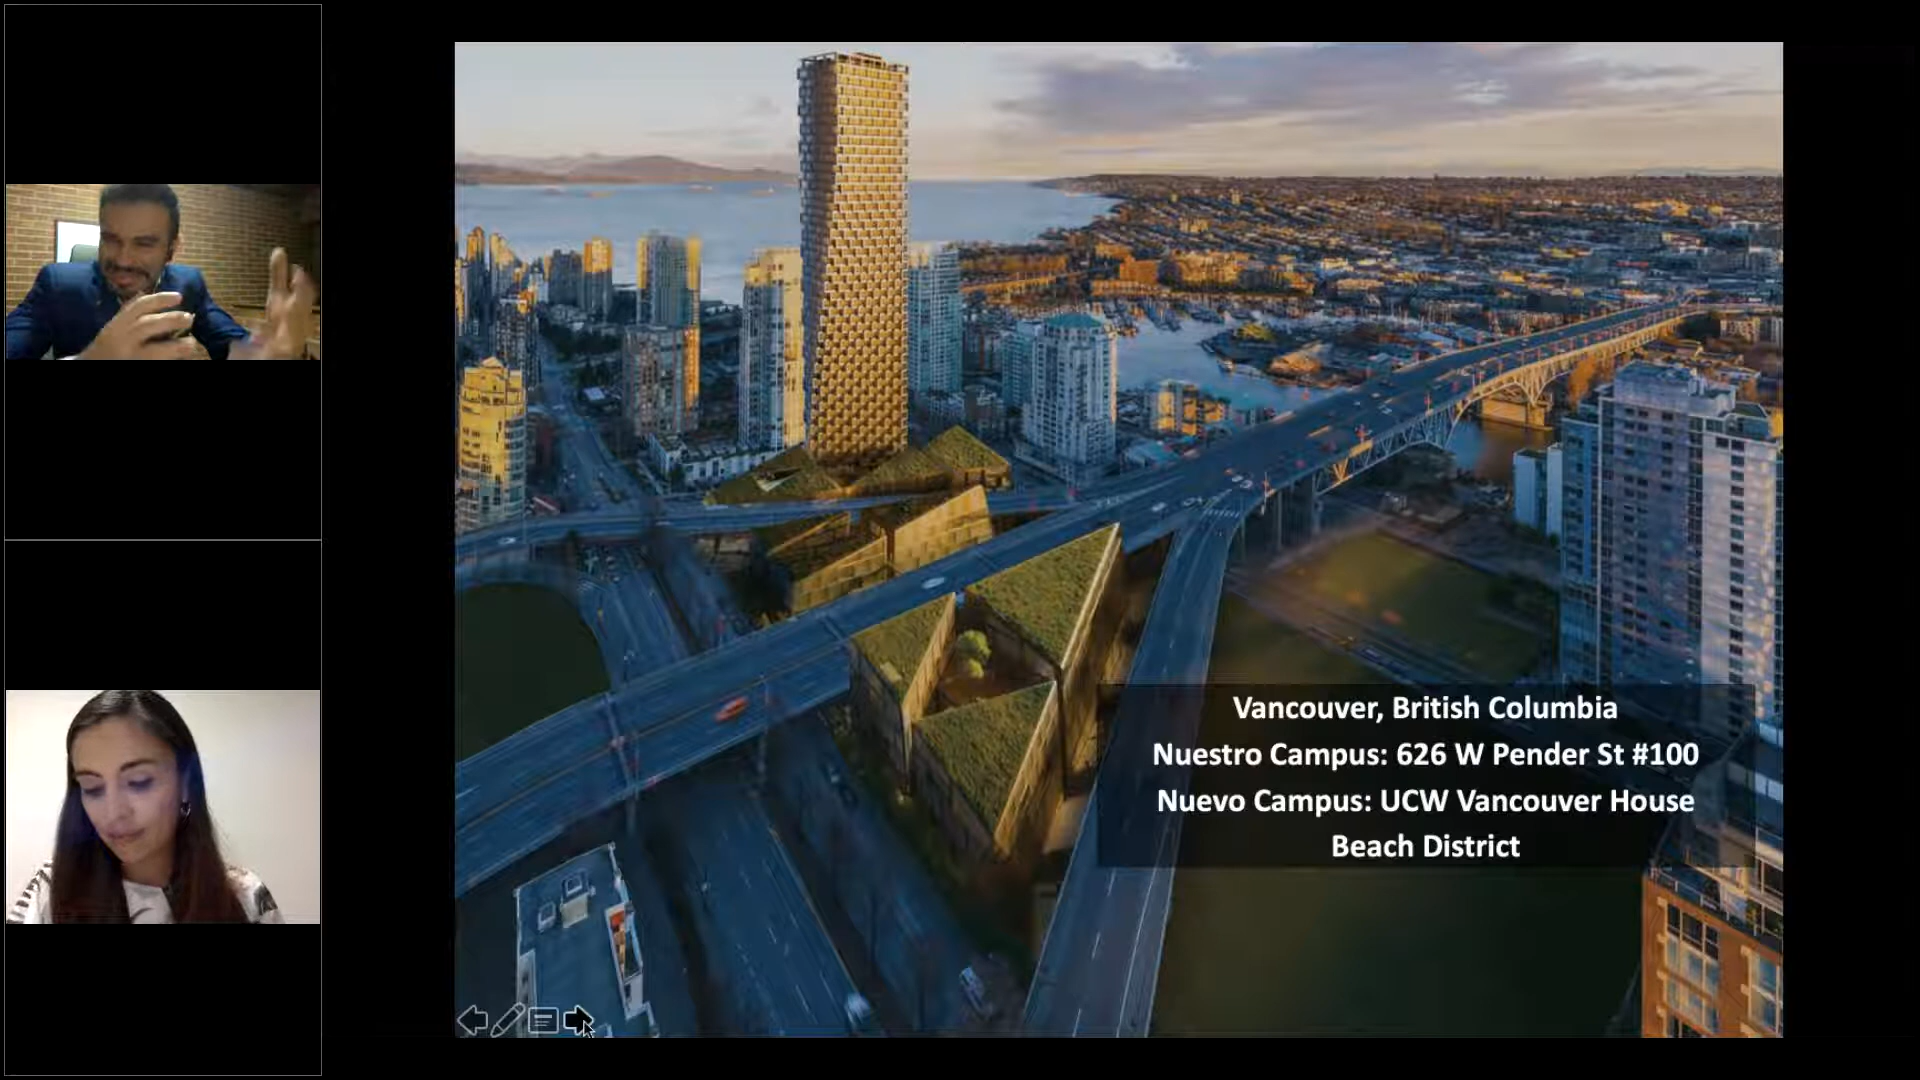 Vancouver, British Columbia
Nuestro Campus: 626 W Pender St #100
Nuevo Campus: UCW Vancouver House
Beach District